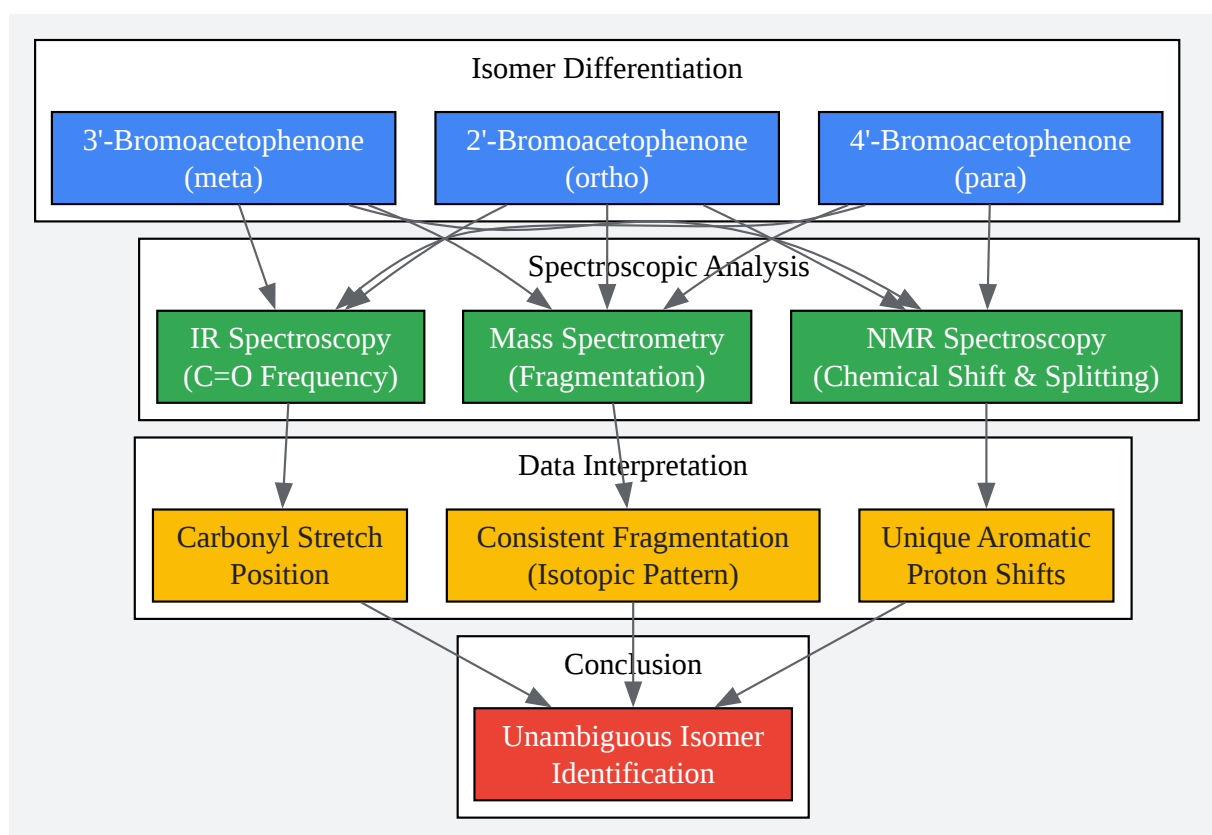 Isomer Differentiation
3'-Bromoacetophenone
(meta)
2'-Bromoacetophenone
(ortho)
4'-Bromoacetophenone
(para)
Spectroscopic Analysis
IR Spectroscopy
(C=O Frequency)
Mass Spectrometry
(Fragmentation)
NMR Spectroscopy
(Chemical Shift & Splitting)
Data Interpretation
Carbonyl Stretch
Position
Consistent Fragmentation
(Isotopic Pattern)
Unique Aromatic
Proton Shifts
Conclusion
Unambiguous Isomer
Identification